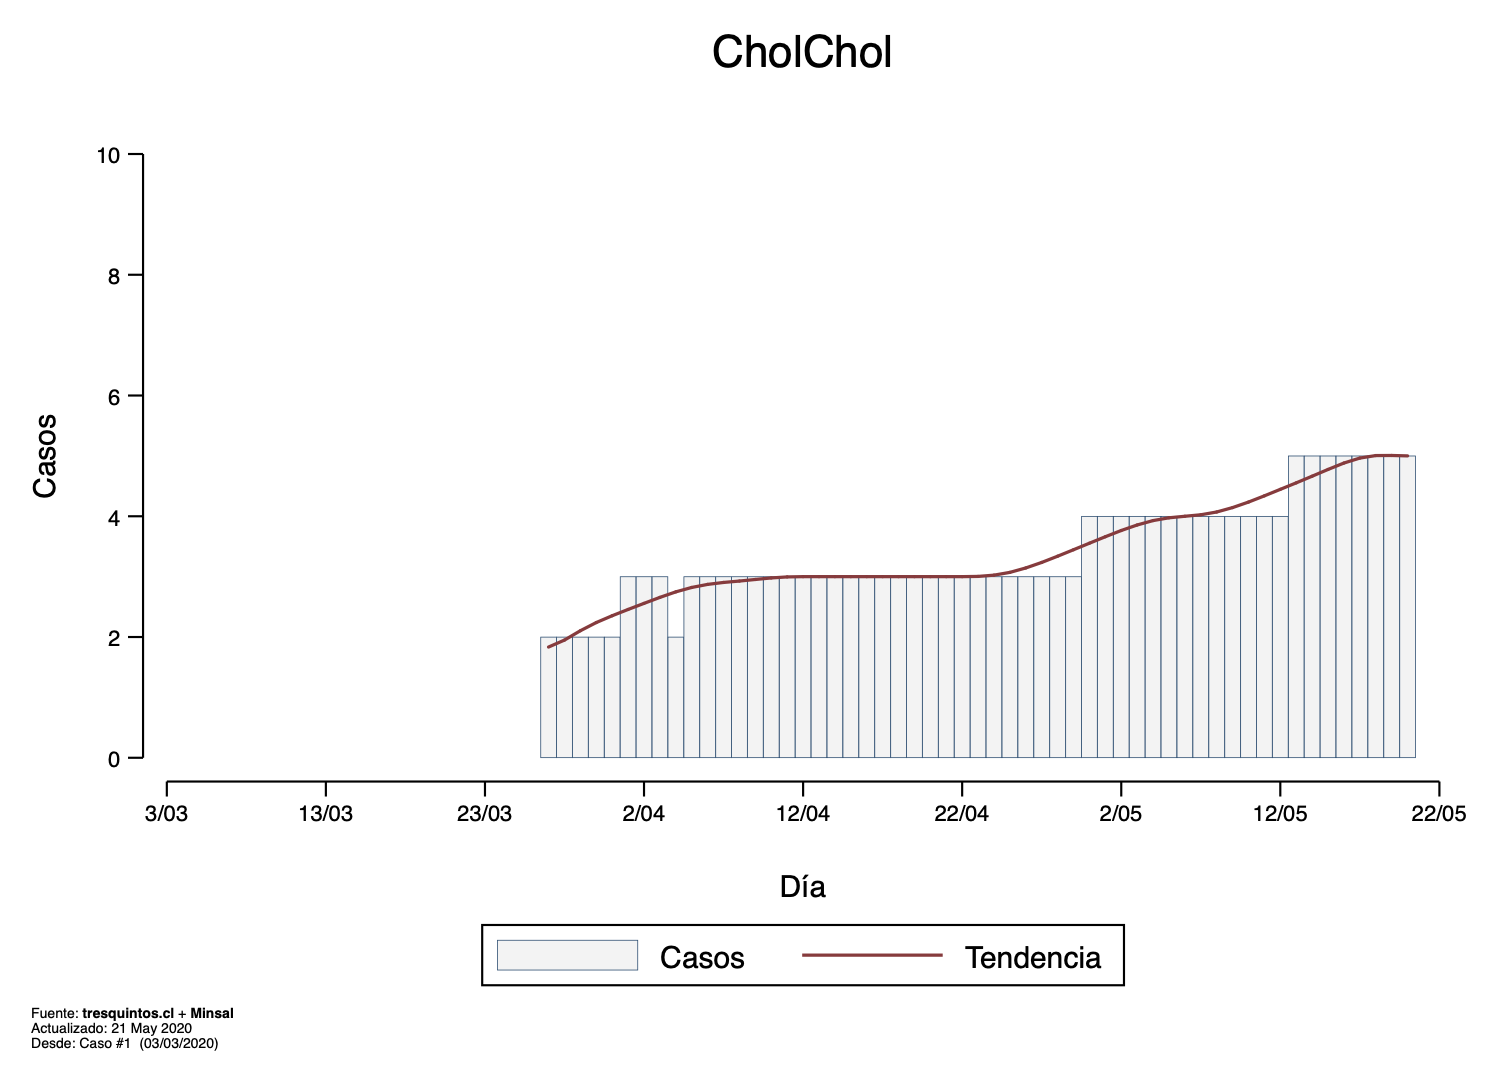 CholChol
10
8
6
4
2
0
Casos
3/03
13/03
23/03
2/04
12/04
22/04
2/05
12/05
22/05
Día
Casos
Tendencia
Fuente: tresquintos.cl + Minsal
Actualizado: 21 May 2020
Desde: Caso #1 (03/03/2020)